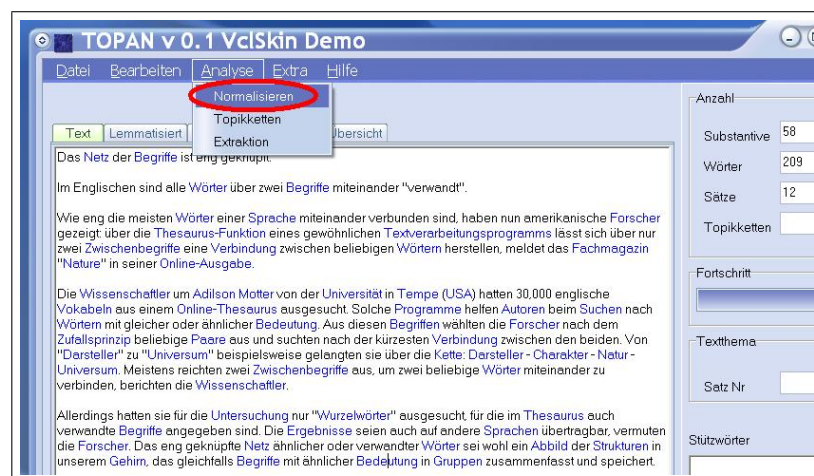 TOPAN v 0.1 VclSkin Demo
Datei Bearbeiten Analyse Extra Hilfe
Normalisieren
Topikketten
Extraktion
Text Lemmatisiert Übersicht
Das Netz der Begriffe ist eng geknüpft.
Im Englischen sind alle Wörter über zwei Begriffe miteinander "verwandt".
Wie eng die meisten Wörter einer Sprache miteinander verbunden sind, haben nun amerikanische Forscher
gezeigt: über die Thesaurus-Funktion eines gewöhnlichen Textverarbeitungsprogramms lässt sich über nur
zwei Zwischenbegriffe eine Verbindung zwischen beliebigen Wörtern herstellen, meldet das Fachmagazin
"Nature" in seiner Online-Ausgabe.
Die Wissenschaftler um Adilson Motter von der Universität in Tempe (USA) hatten 30,000 englische
Vokabeln aus einem Online-Thesaurus ausgesucht. Solche Programme helfen Autoren beim Suchen nach
Wörtern mit gleicher oder ähnlicher Bedeutung. Aus diesen Begriffen wählten die Forscher nach dem
Zufallsprinzip beliebige Paare aus und suchten nach der kürzesten Verbindung zwischen den beiden. Von
"Darsteller" zu "Universum" beispielsweise gelangten sie über die Kette: Darsteller - Charakter - Natur -
Universum. Meistens reichten zwei Zwischenbegriffe aus, um zwei beliebige Wörter miteinander zu
verbinden, berichten die Wissenschaftler.
Allerdings hatten sie für die Untersuchung nur "Wurzelwörter" ausgesucht, für die im Thesaurus auch
verwandte Begriffe angegeben sind. Die Ergebnisse seien auch auf andere Sprachen übertragbar, vermuten
die Forscher. Das eng geknüpfte Netz ähnlicher oder verwandter Wörter sei wohl ein Abbild der Strukturen in
unserem Gehirn, das gleichfalls Begriffe mit ähnlicher Bedeutung in Gruppen zusammenfasst und speichert.
Anzahl
Substantive 58
Wörter 209
Sätze 12
Topikketten
Fortschritt
Textthema
Satz Nr
Stützwörter